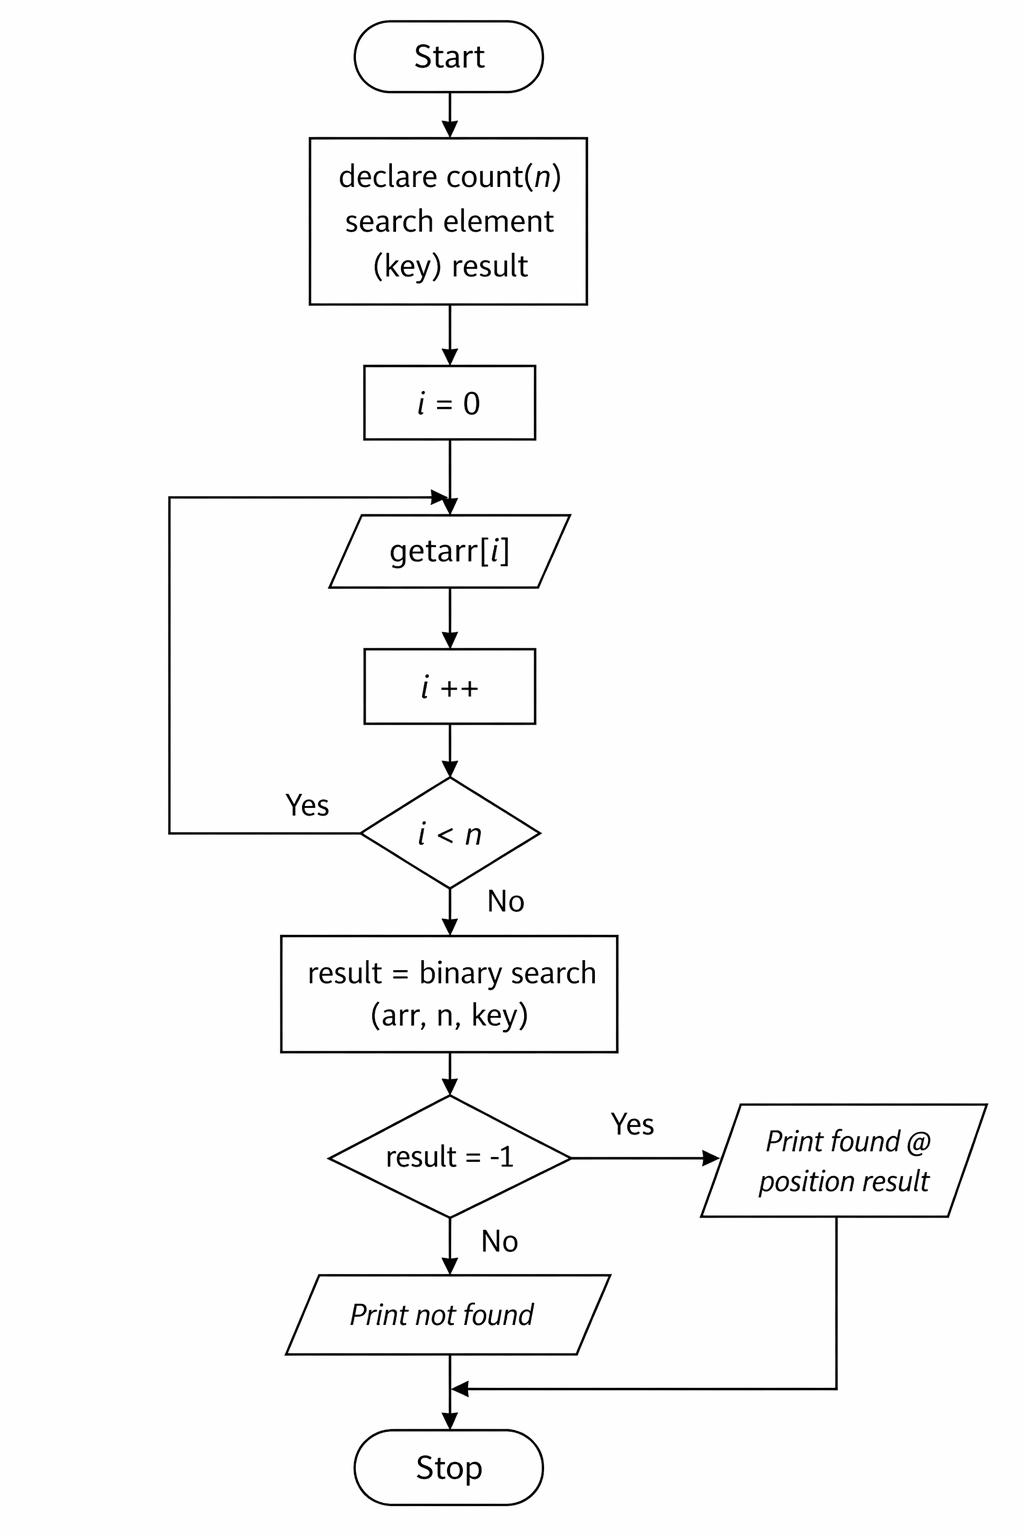 Start
declare count(n)
search element
(key) result
i = 0
getarr[i]
i ++
Yes
i < n
No
result = binary search
(arr, n, key)
result = -1
Yes
Print found @
position result
No
Print not found
Stop